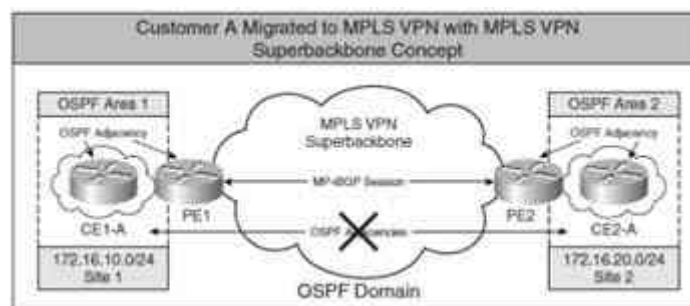 Customer A Migrated to MPLS VPN with MPLS VPN
Superbackbone Concept
OSPF Area 1
OSPF Area 2
OSPF Adjacency
OSPF Adjacency
MPLS VPN
Superbackbone
MP-iBGP Session
PE1
PE2
CE1-A
CE2-A
OSPF Adjacencies
172.16.10.0/24
Site 1
172.16.20.0/24
Site 2
OSPF Domain